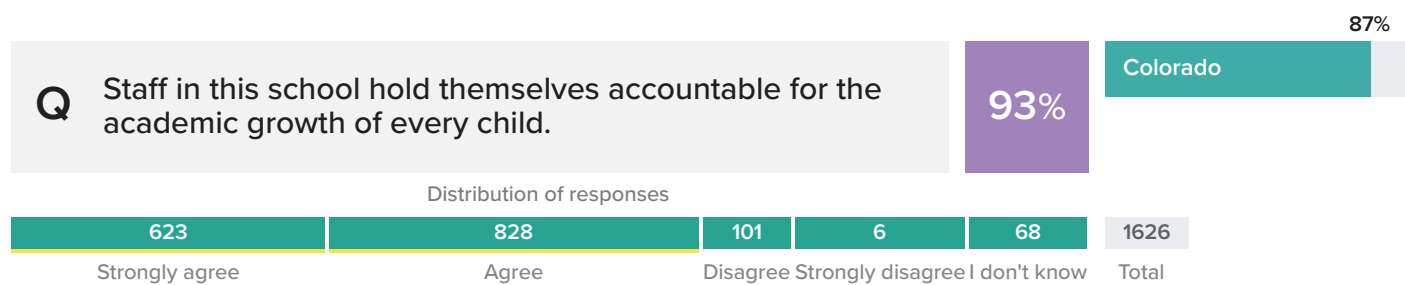 87%
Q
Staff in this school hold themselves accountable for the
academic growth of every child.
93%
Colorado
Distribution of responses
623 828 101 6 68 1626
Strongly agree Agree Disagree Strongly disagree I don't know Total